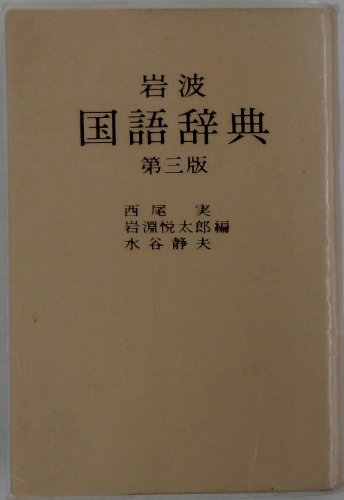 岩波
国語辞典
第三版
西尾 実
岩淵悦太郎編
水谷静夫